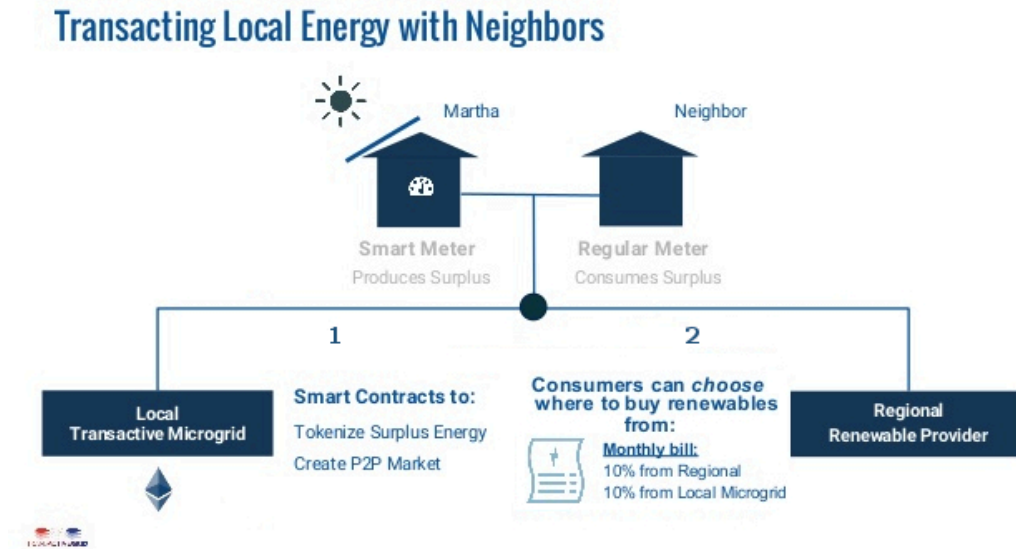 Transacting Local Energy with Neighbors
Martha
Neighbor
Smart Meter
Produces Surplus
Regular Meter
Consumes Surplus
1
2
Local
Transactive Microgrid
Smart Contracts to:
Tokenize Surplus Energy
Create P2P Market
Consumers can choose
where to buy renewables
from:
Monthly bill:
10% from Regional
10% from Local Microgrid
Regional
Renewable Provider